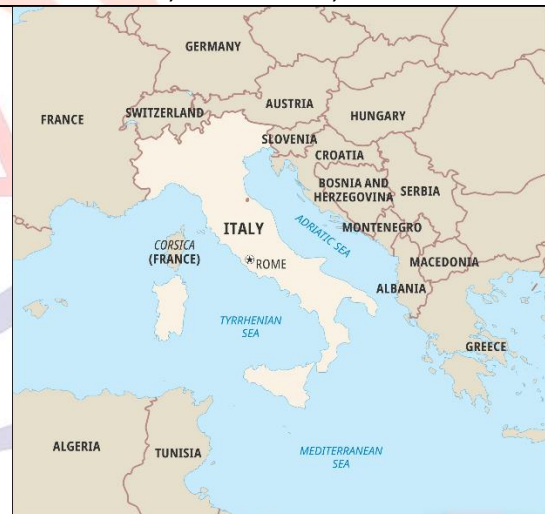 GERMANY
AUSTRIA
SWITZERLAND
HUNGARY
FRANCE
SLOVENIA
CROATIA
BOSNIA AND
HERZEGOVINA
SERBIA
ITALY
ADRIATIC SEA
MONTENEGRO
CORSICA
(FRANCE)
ROME
MACEDONIA
ALBANIA
TYRRHENIAN
SEA
GREECE
ALGERIA
TUNISIA
MEDITERRANEAN
SEA